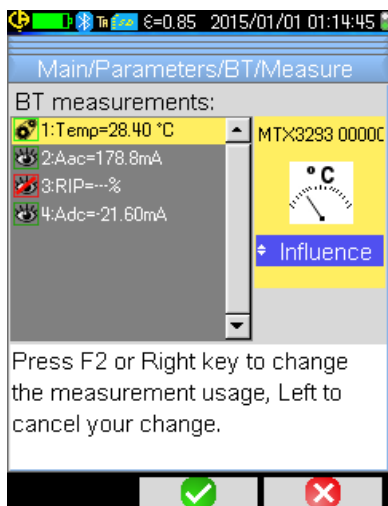 ε=0.85 2015/01/01 01:14:45
Main/Parameters/BT/Measure
BT measurements:
1:Temp=28.40 °C
2:Aac=178.8mA
3:RIP=---%
4:Adc=-21.60mA
MTX3293 0000
°C
Influence
Press F2 or Right key to change
the measurement usage, Left to
cancel your change.